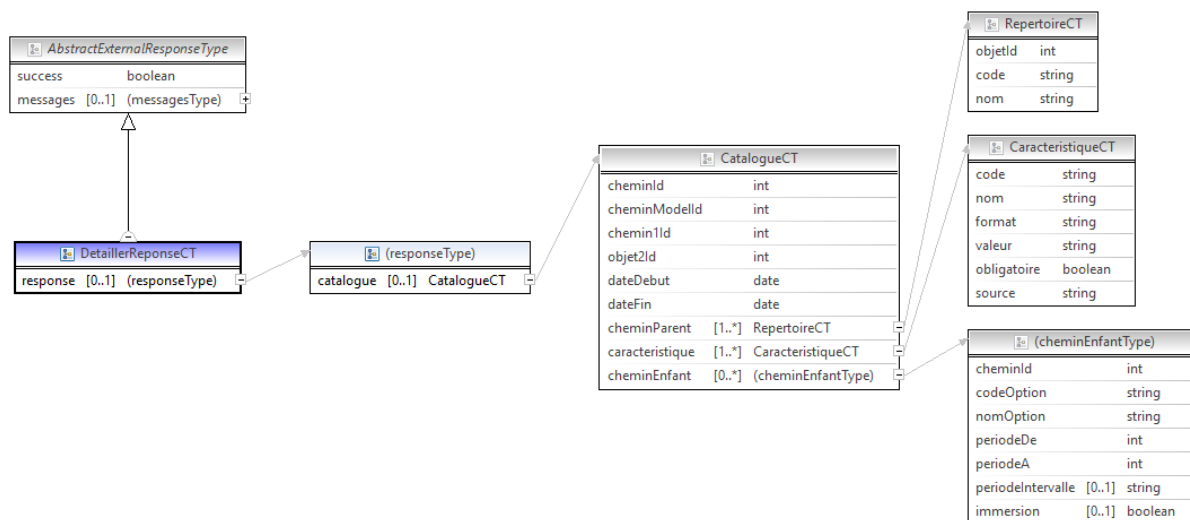 AbstractExternalResponseType
success boolean
messages [0..1] (messagesType)
DetaillerReponseCT
response [0..1] (responseType)
(responseType)
catalogue [0..1] CatalogueCT
CatalogueCT
cheminId int
cheminModelId int
chemin1Id int
objet2Id int
dateDebut date
dateFin date
cheminParent [1..*] RepertoireCT
caracteristique [1..*] CaracteristiqueCT
cheminEnfant [0..*] (cheminEnfantType)
RepertoireCT
objetId int
code string
nom string
CaracteristiqueCT
code string
nom string
format string
valeur string
obligatoire boolean
source string
(cheminEnfantType)
cheminId int
codeOption string
nomOption string
periodeDe int
periodeA int
periodeIntervalle [0..1] string
immersion [0..1] boolean